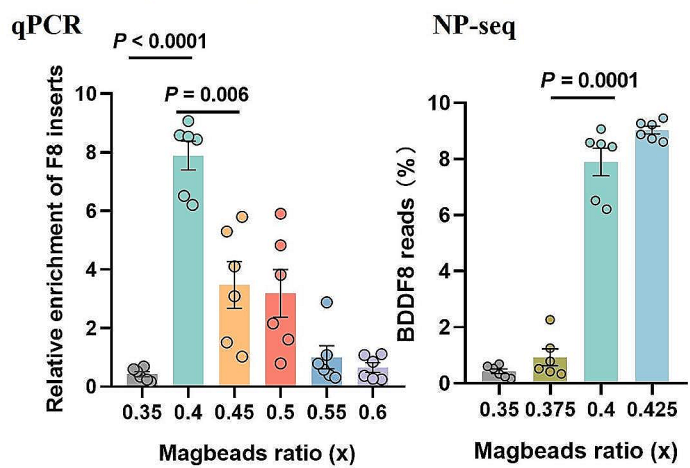 qPCR
P < 0.0001
P = 0.006
Relative enrichment of F8 inserts
10
8
6
4
2
0
0.35 0.4 0.45 0.5 0.55 0.6
Magbeads ratio (x)
NP-seq
P = 0.0001
BDDF8 reads (%)
10
8
6
4
2
0
0.35 0.375 0.4 0.425
Magbeads ratio (x)